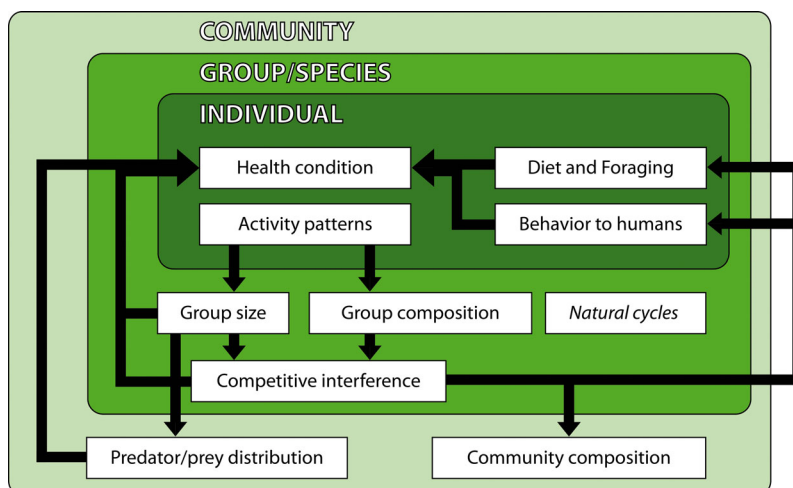 COMMUNITY
GROUP/SPECIES
INDIVIDUAL
Health condition
Diet and Foraging
Activity patterns
Behavior to humans
Group size
Group composition
Natural cycles
Competitive interference
Predator/prey distribution
Community composition